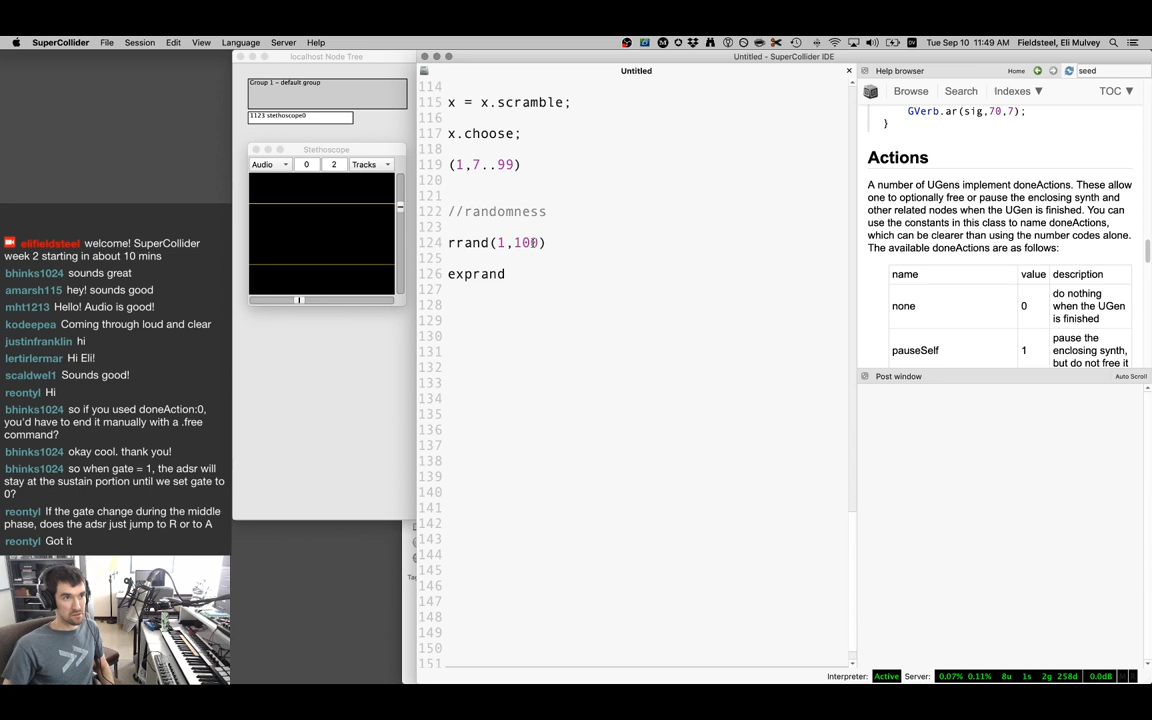 SuperCollider File Session Edit View Language Server Help
Tue Sep 10 11:49 AM Fieldsteel, Eli Mulvey
localhost Node Tree
Group 1 - default group
1123 stethoscope0
Stethoscope
Audio 0 2 Tracks
Untitled - SuperCollider IDE
Untitled
114
115 x = x.scramble;
116
117 x.choose;
118
119 (1,7..99)
120
121
122 //randomness
123
124 rrand(1,100)
125
126 exprand
127
128
129
130
131
132
133
134
135
136
137
138
139
140
141
142
143
144
145
146
147
148
149
150
151
Help browser Home seed
Browse Search Indexes ▼ TOC ▼
GVerb.ar(sig,70,7);
}
Actions
A number of UGens implement doneActions. These allow
one to optionally free or pause the enclosing synth and
other related nodes when the UGen is finished. You can
use the constants in this class to name doneActions,
which can be clearer than using the number codes alone.
The available doneActions are as follows:
name value description
none 0 do nothing
when the UGen
is finished
pauseSelf 1 pause the
enclosing synth,
but do not free it
Post window Auto Scroll
Interpreter: Active Server: 0.07% 0.11% 8u 1s 2g 258d 0.0dB M R
elifieldsteel welcome! SuperCollider
week 2 starting in about 10 mins
bhinks1024 sounds great
amarsh115 hey! sounds good
mht1213 Hello! Audio is good!
kodeepea Coming through loud and clear
justinfranklin hi
lertirlermar Hi Eli!
scaldwel1 Sounds good!
reontyl Hi
bhinks1024 so if you used doneAction:0,
you'd have to end it manually with a .free
command?
bhinks1024 okay cool. thank you!
bhinks1024 so when gate = 1, the adsr will
stay at the sustain portion until we set gate to
0?
reontyl If the gate change during the middle
phase, does the adsr just jump to R or to A
reontyl Got it